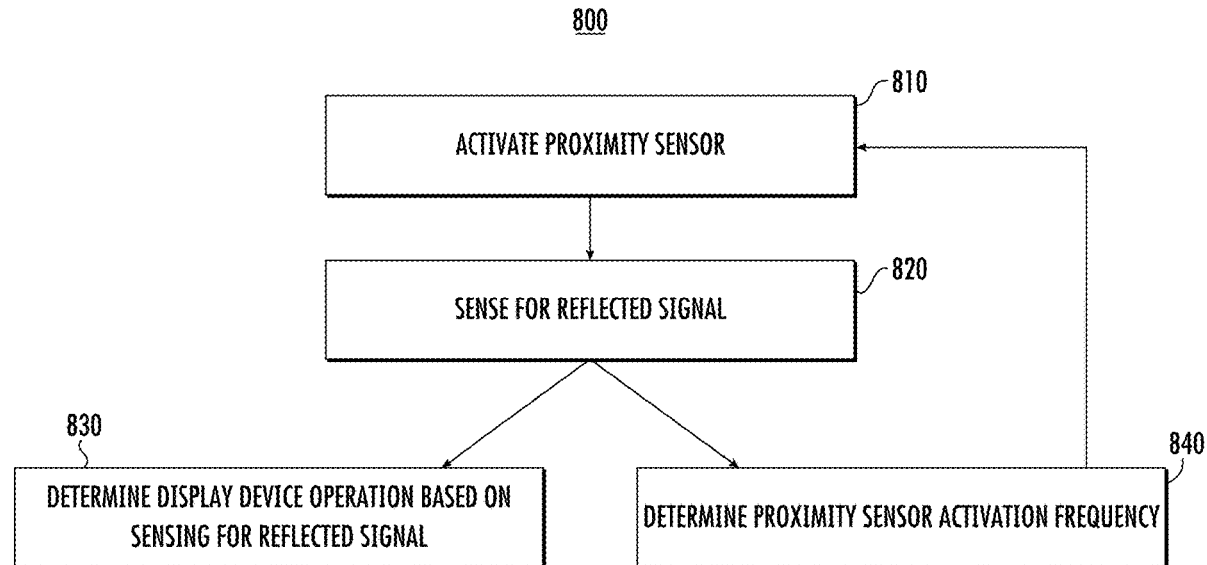 800
810
ACTIVATE PROXIMITY SENSOR
820
SENSE FOR REFLECTED SIGNAL
830
DETERMINE DISPLAY DEVICE OPERATION BASED ON
SENSING FOR REFLECTED SIGNAL
840
DETERMINE PROXIMITY SENSOR ACTIVATION FREQUENCY